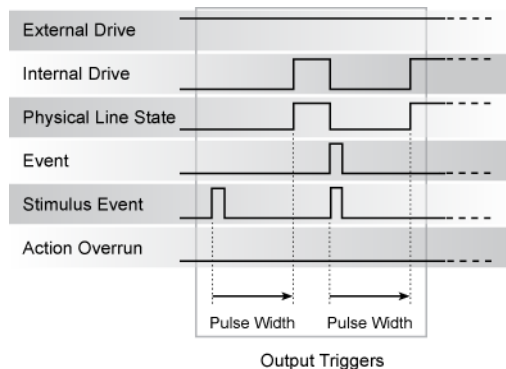 External Drive
Internal Drive
Physical Line State
Event
Stimulus Event
Action Overrun
Pulse Width
Pulse Width
Output Triggers